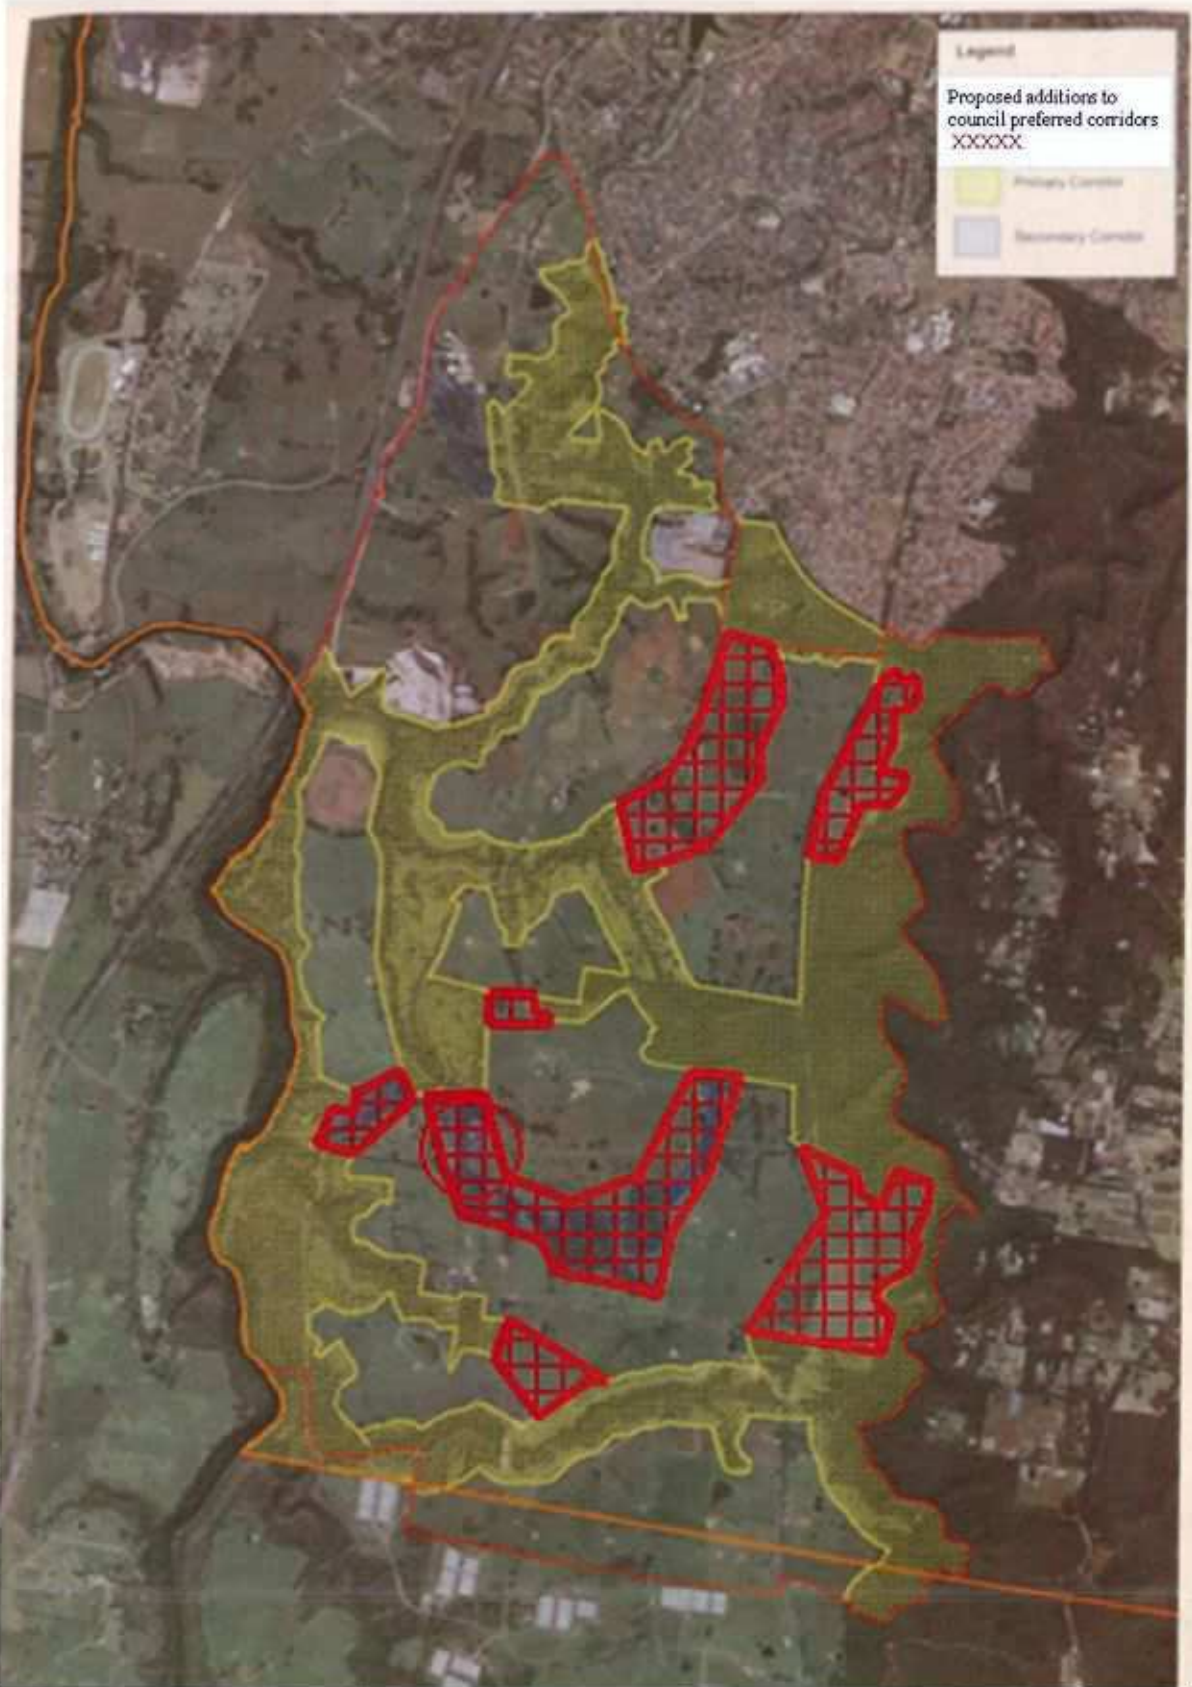 Legend
Proposed additions to
council preferred corridors
XXXXX
Primary Corridor
Secondary Corridor